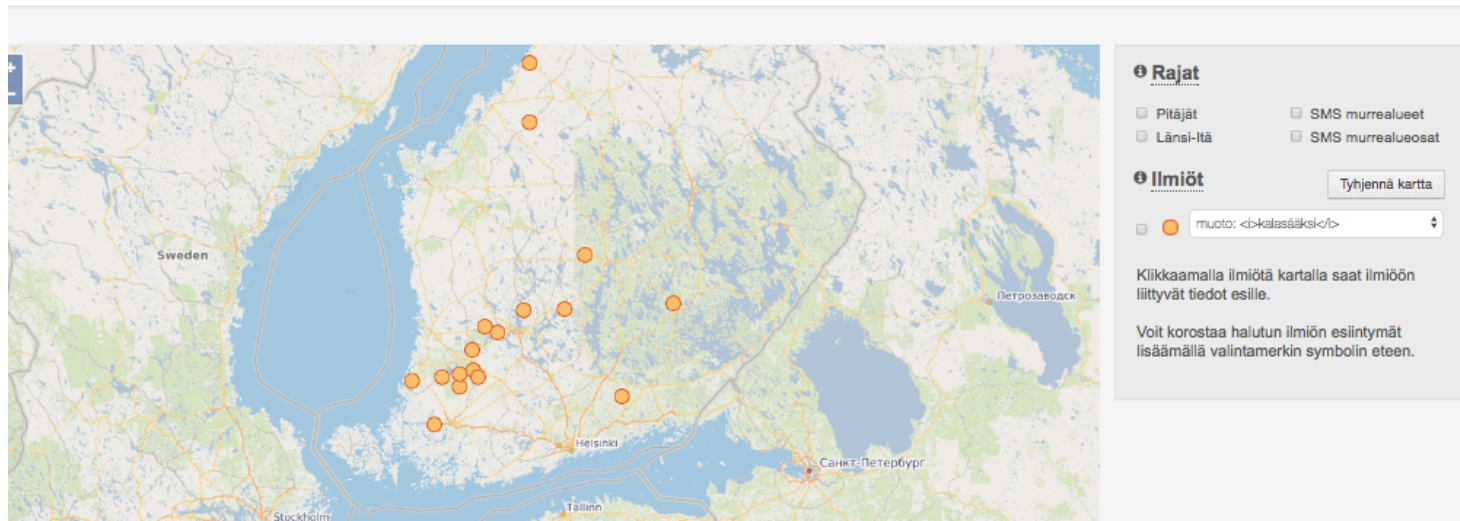 +
−
Sweden
Петрозаводск
Helsinki
Санкт-Петербург
Tallinn
Stockholm
Rajat
Pitäjät
SMS murrealueet
Länsi-Itä
SMS murrealueosat
Ilmiöt
Tyhjennä kartta
muoto: <i>kalasääksi</i>
Klikkaamalla ilmiötä kartalla saat ilmiöön
liittyvät tiedot esille.
Voit korostaa halutun ilmiön esiintymät
lisäämällä valintamerkin symbolin eteen.